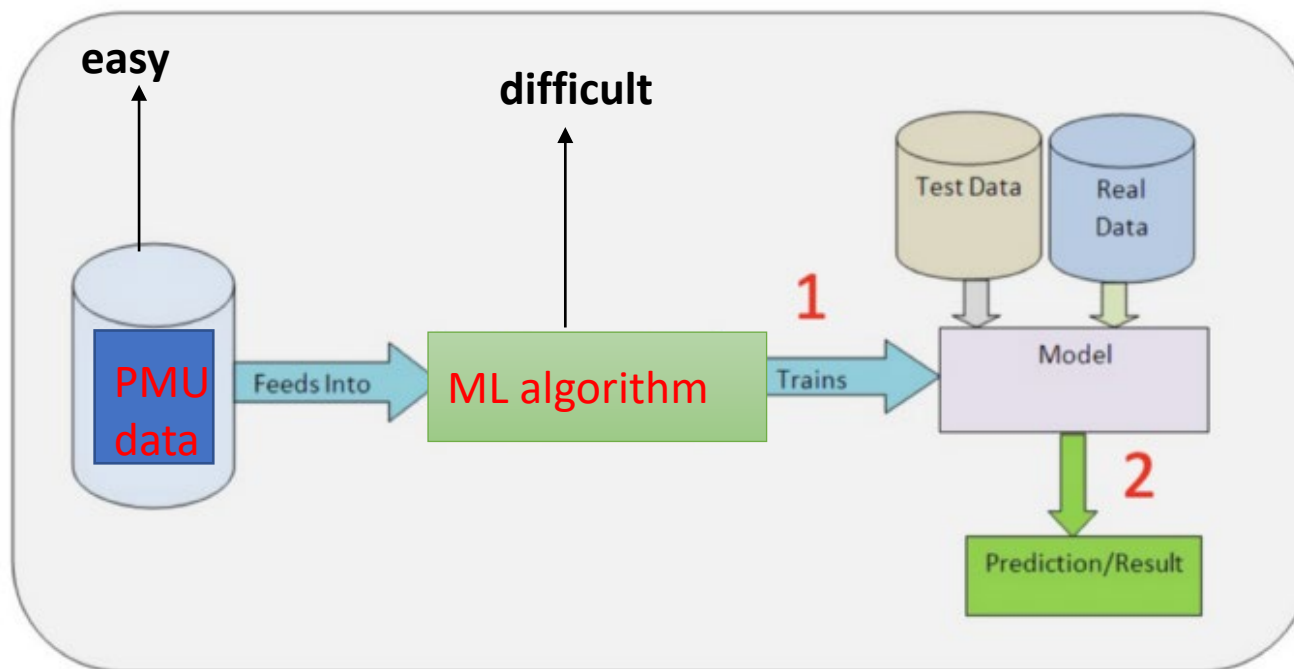 easy
difficult
Test Data
Real
Data
1
PMU
data
Feeds Into
ML algorithm
Trains
Model
2
Prediction/Result